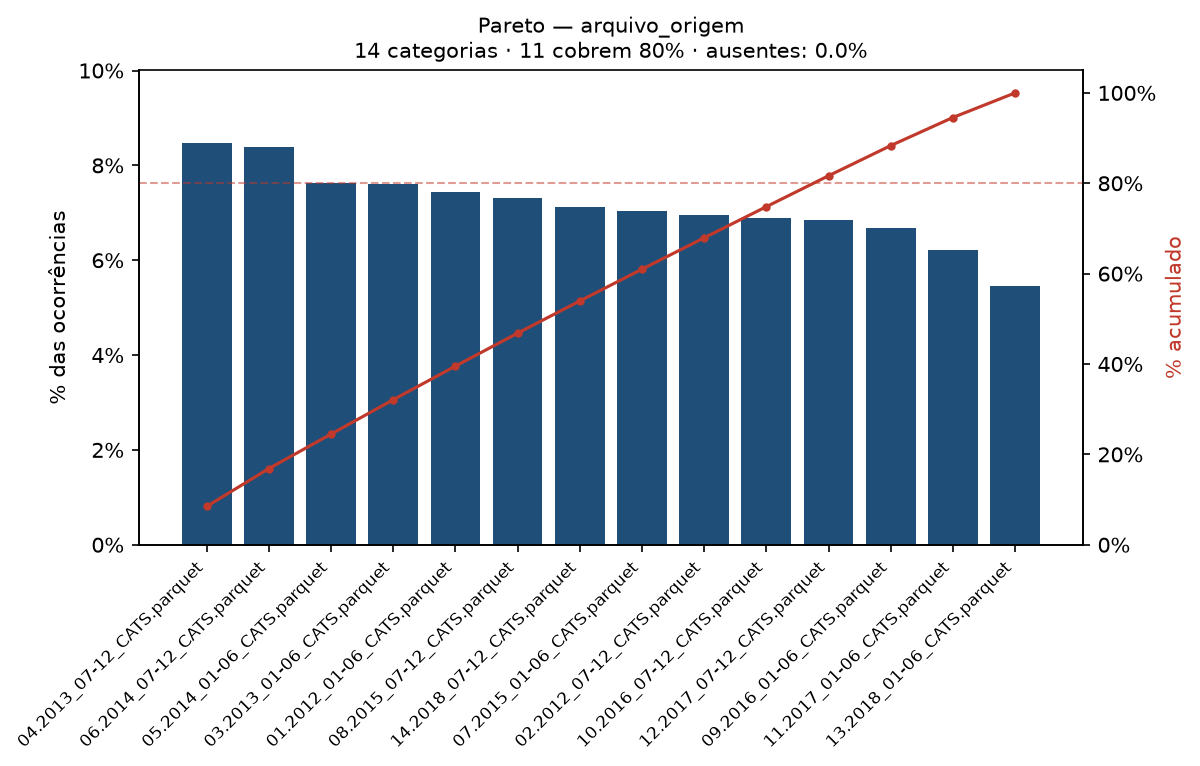 Pareto — arquivo_origem
14 categorias · 11 cobrem 80% · ausentes: 0.0%
10%
8%
6%
4%
2%
0%
% das ocorrências
100%
80%
60%
40%
20%
0%
% acumulado
04.2013_07-12_CATS.parquet
06.2014_07-12_CATS.parquet
05.2014_01-06_CATS.parquet
03.2013_01-06_CATS.parquet
01.2012_01-06_CATS.parquet
08.2015_07-12_CATS.parquet
14.2018_07-12_CATS.parquet
07.2015_01-06_CATS.parquet
02.2012_07-12_CATS.parquet
10.2016_07-12_CATS.parquet
12.2017_07-12_CATS.parquet
09.2016_01-06_CATS.parquet
11.2017_01-06_CATS.parquet
13.2018_01-06_CATS.parquet